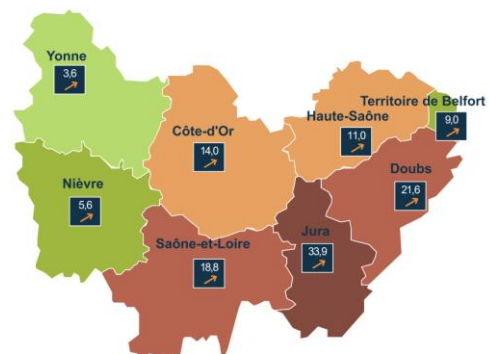 Yonne
3,6
Territoire de Belfort
9,0
Haute-Saône
11,0
Côte-d'Or
14,0
Doubs
21,6
Nièvre
5,6
Saône-et-Loire
18,8
Jura
33,9